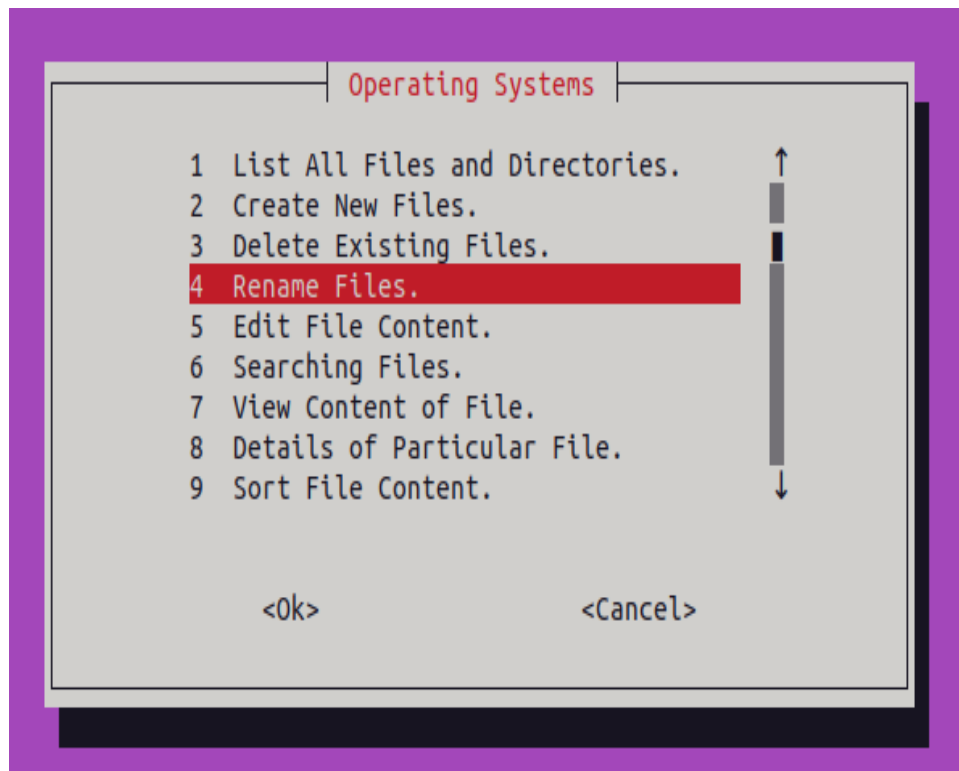 Operating Systems
1 List All Files and Directories.
2 Create New Files.
3 Delete Existing Files.
4 Rename Files.
5 Edit File Content.
6 Searching Files.
7 View Content of File.
8 Details of Particular File.
9 Sort File Content.
<Ok> <Cancel>